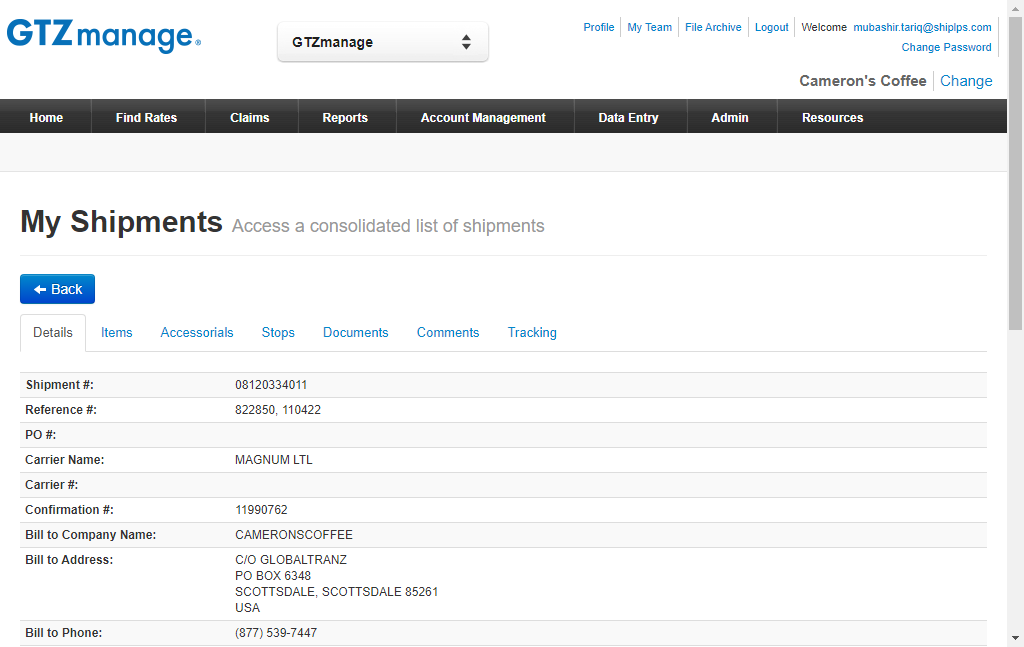 GTZmanage®
GTZmanage
Profile My Team File Archive Logout Welcome mubashir.tariq@shiplps.com
Change Password
Cameron's Coffee Change
Home Find Rates Claims Reports Account Management Data Entry Admin Resources
My Shipments Access a consolidated list of shipments
Back
Details Items Accessorials Stops Documents Comments Tracking
Shipment #: 08120334011
Reference #: 822850, 110422
PO #:
Carrier Name: MAGNUM LTL
Carrier #:
Confirmation #: 11990762
Bill to Company Name: CAMERONSCOFFEE
Bill to Address: C/O GLOBALTRANZ
PO BOX 6348
SCOTTSDALE, SCOTTSDALE 85261
USA
Bill to Phone: (877) 539-7447